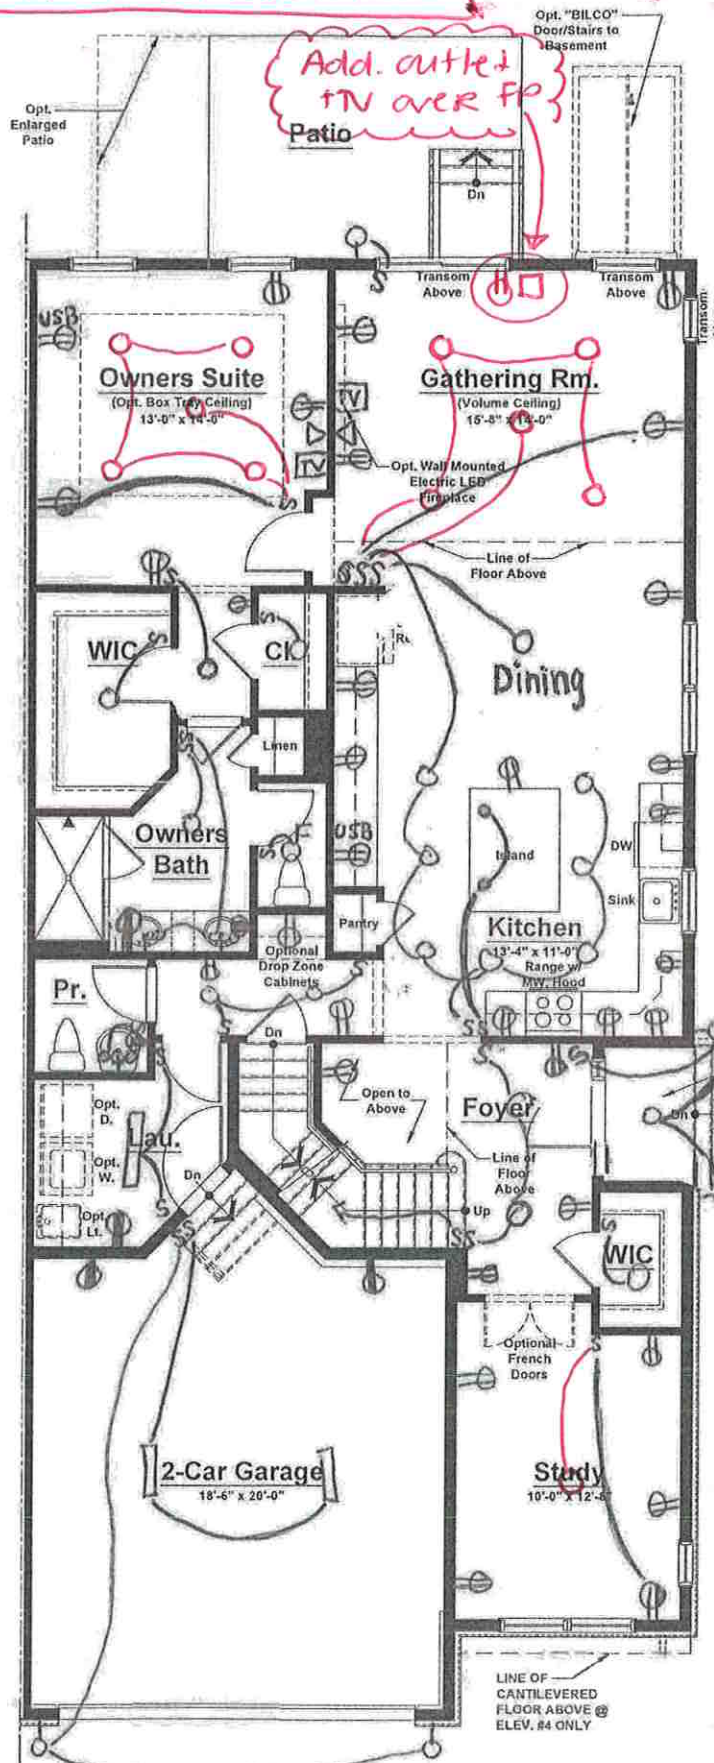 Opt. "BILCO"
Door/Stairs to
Basement
Add. outlet
+TV over FP
Opt.
Enlarged
Patio
Patio
Dn
S
Transom
Above
Transom
Above
Transom
USB
Owners Suite
(Opt. Box Tray Ceiling)
13'-0" x 14'-0"
Gathering Rm.
(Volume Ceiling)
15'-8" x 14'-0"
TV
TV
Opt. Wall Mounted
Electric LED
Fireplace
S
SSS
Line of
Floor Above
S
WIC
S
S
Dining
Linen
S
Owners
Bath
S
USB
Island
DW
Sink
Pantry
Kitchen
13'-4" x 11'-0"
Range w/
MW. Hood
Optional
Drop Zone
Cabinets
S
Pr.
S
Dn
SS
S
S
S
Open to
Above
Foyer
Dn
Opt.
D.
Lau.
Opt.
W.
Line of
Floor
Above
Dn
Up
Opt.
Lt.
S
SS
SS
S
WIC
Optional
French
Doors
S
2-Car Garage
18'-6" x 20'-0"
Study
10'-0" x 12'-8"
LINE OF
CANTILEVERED
FLOOR ABOVE @
ELEV. #4 ONLY